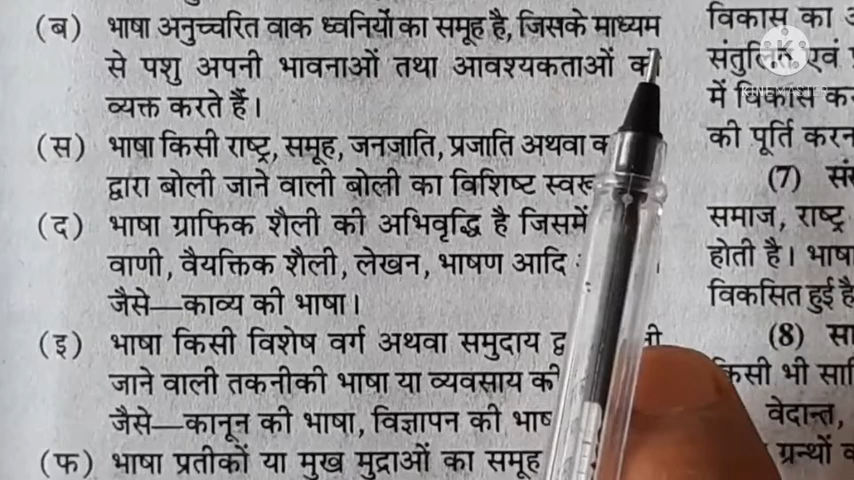 (ब) भाषा अनुच्चरित वाक ध्वनियों का समूह है, जिसके माध्यम
से पशु अपनी भावनाओं तथा आवश्यकताओं को
व्यक्त करते हैं।
(स) भाषा किसी राष्ट्र, समूह, जनजाति, प्रजाति अथवा
द्वारा बोली जाने वाली बोली का विशिष्ट
(द) भाषा ग्राफिक शैली की अभिवृद्धि है जिसमें
वाणी, वैयक्तिक शैली, लेखन, भाषण आदि
जैसे—काव्य की भाषा।
(इ) भाषा किसी विशेष वर्ग अथवा समुदाय
जाने वाली तकनीकी भाषा या व्यवसाय की
जैसे—कानून की भाषा, विज्ञापन की
(फ) भाषा प्रतीकों या मुख मुद्राओं का समूह
विकास का
संतुलित एवं
में विकास
की पूर्ति
(7)
समाज, राष्ट्र
होती है। भाषा
विकसित हुई है
(8)
किसी भी
वेदान्त,
ग्रन्थों
KINEMASTER